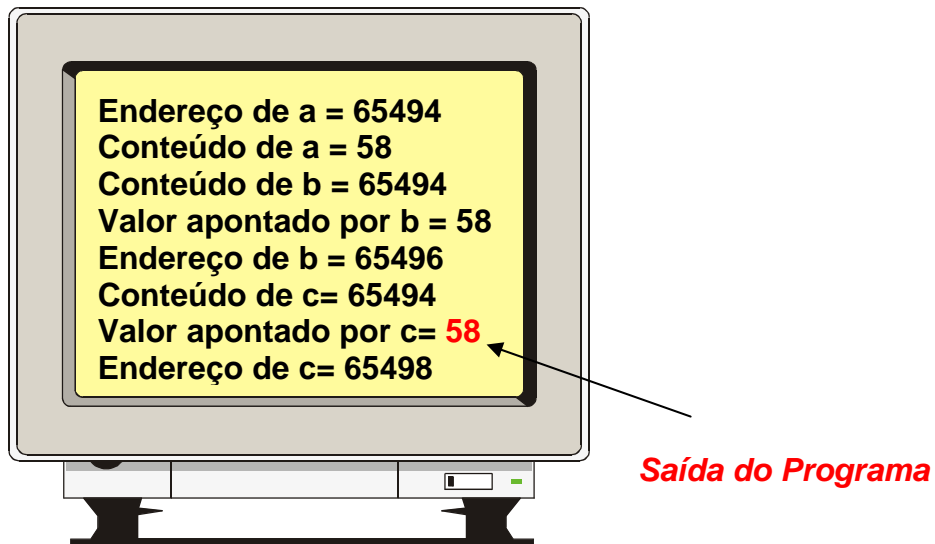 Endereço de a = 65494
Conteúdo de a = 58
Conteúdo de b = 65494
Valor apontado por b = 58
Endereço de b = 65496
Conteúdo de c= 65494
Valor apontado por c= 58
Endereço de c= 65498
Saída do Programa